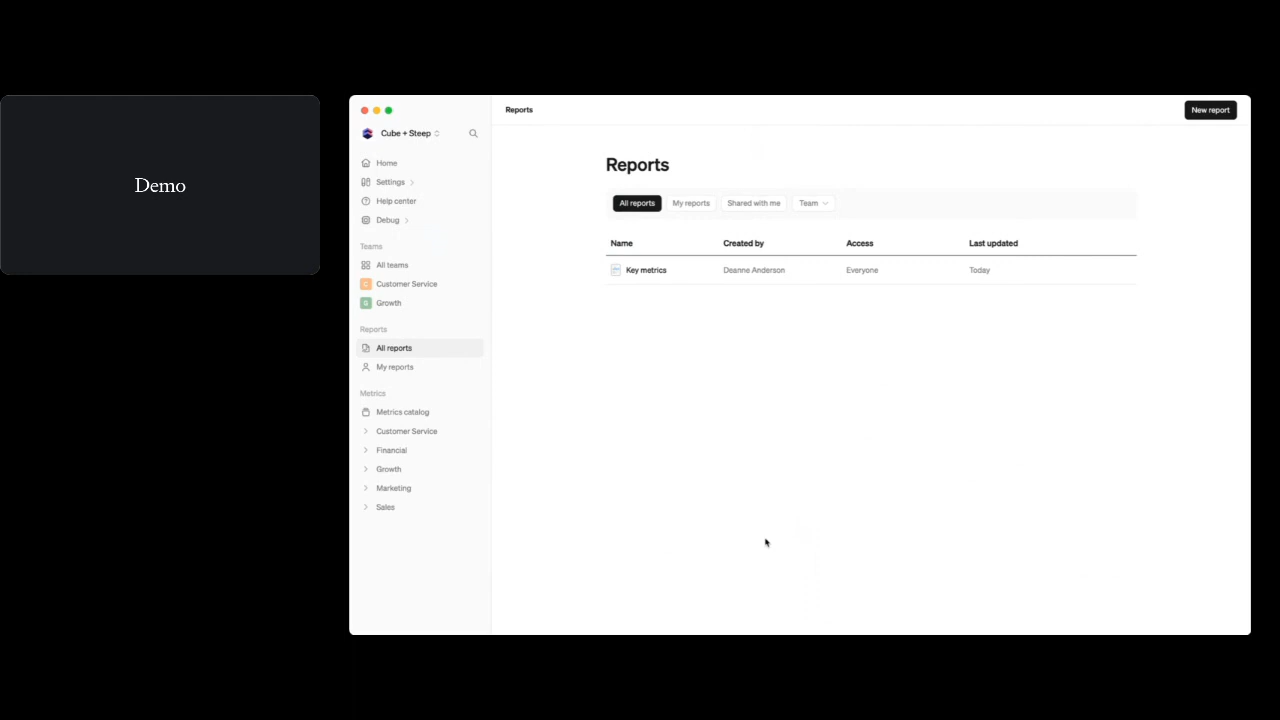 Demo
Cube + Steep
Home
Settings
Help center
Debug
Teams
All teams
C Customer Service
G Growth
Reports
All reports
My reports
Metrics
Metrics catalog
Customer Service
Financial
Growth
Marketing
Sales
Reports
New report
Reports
All reports My reports Shared with me Team
Name Created by Access Last updated
Key metrics Deanne Anderson Everyone Today